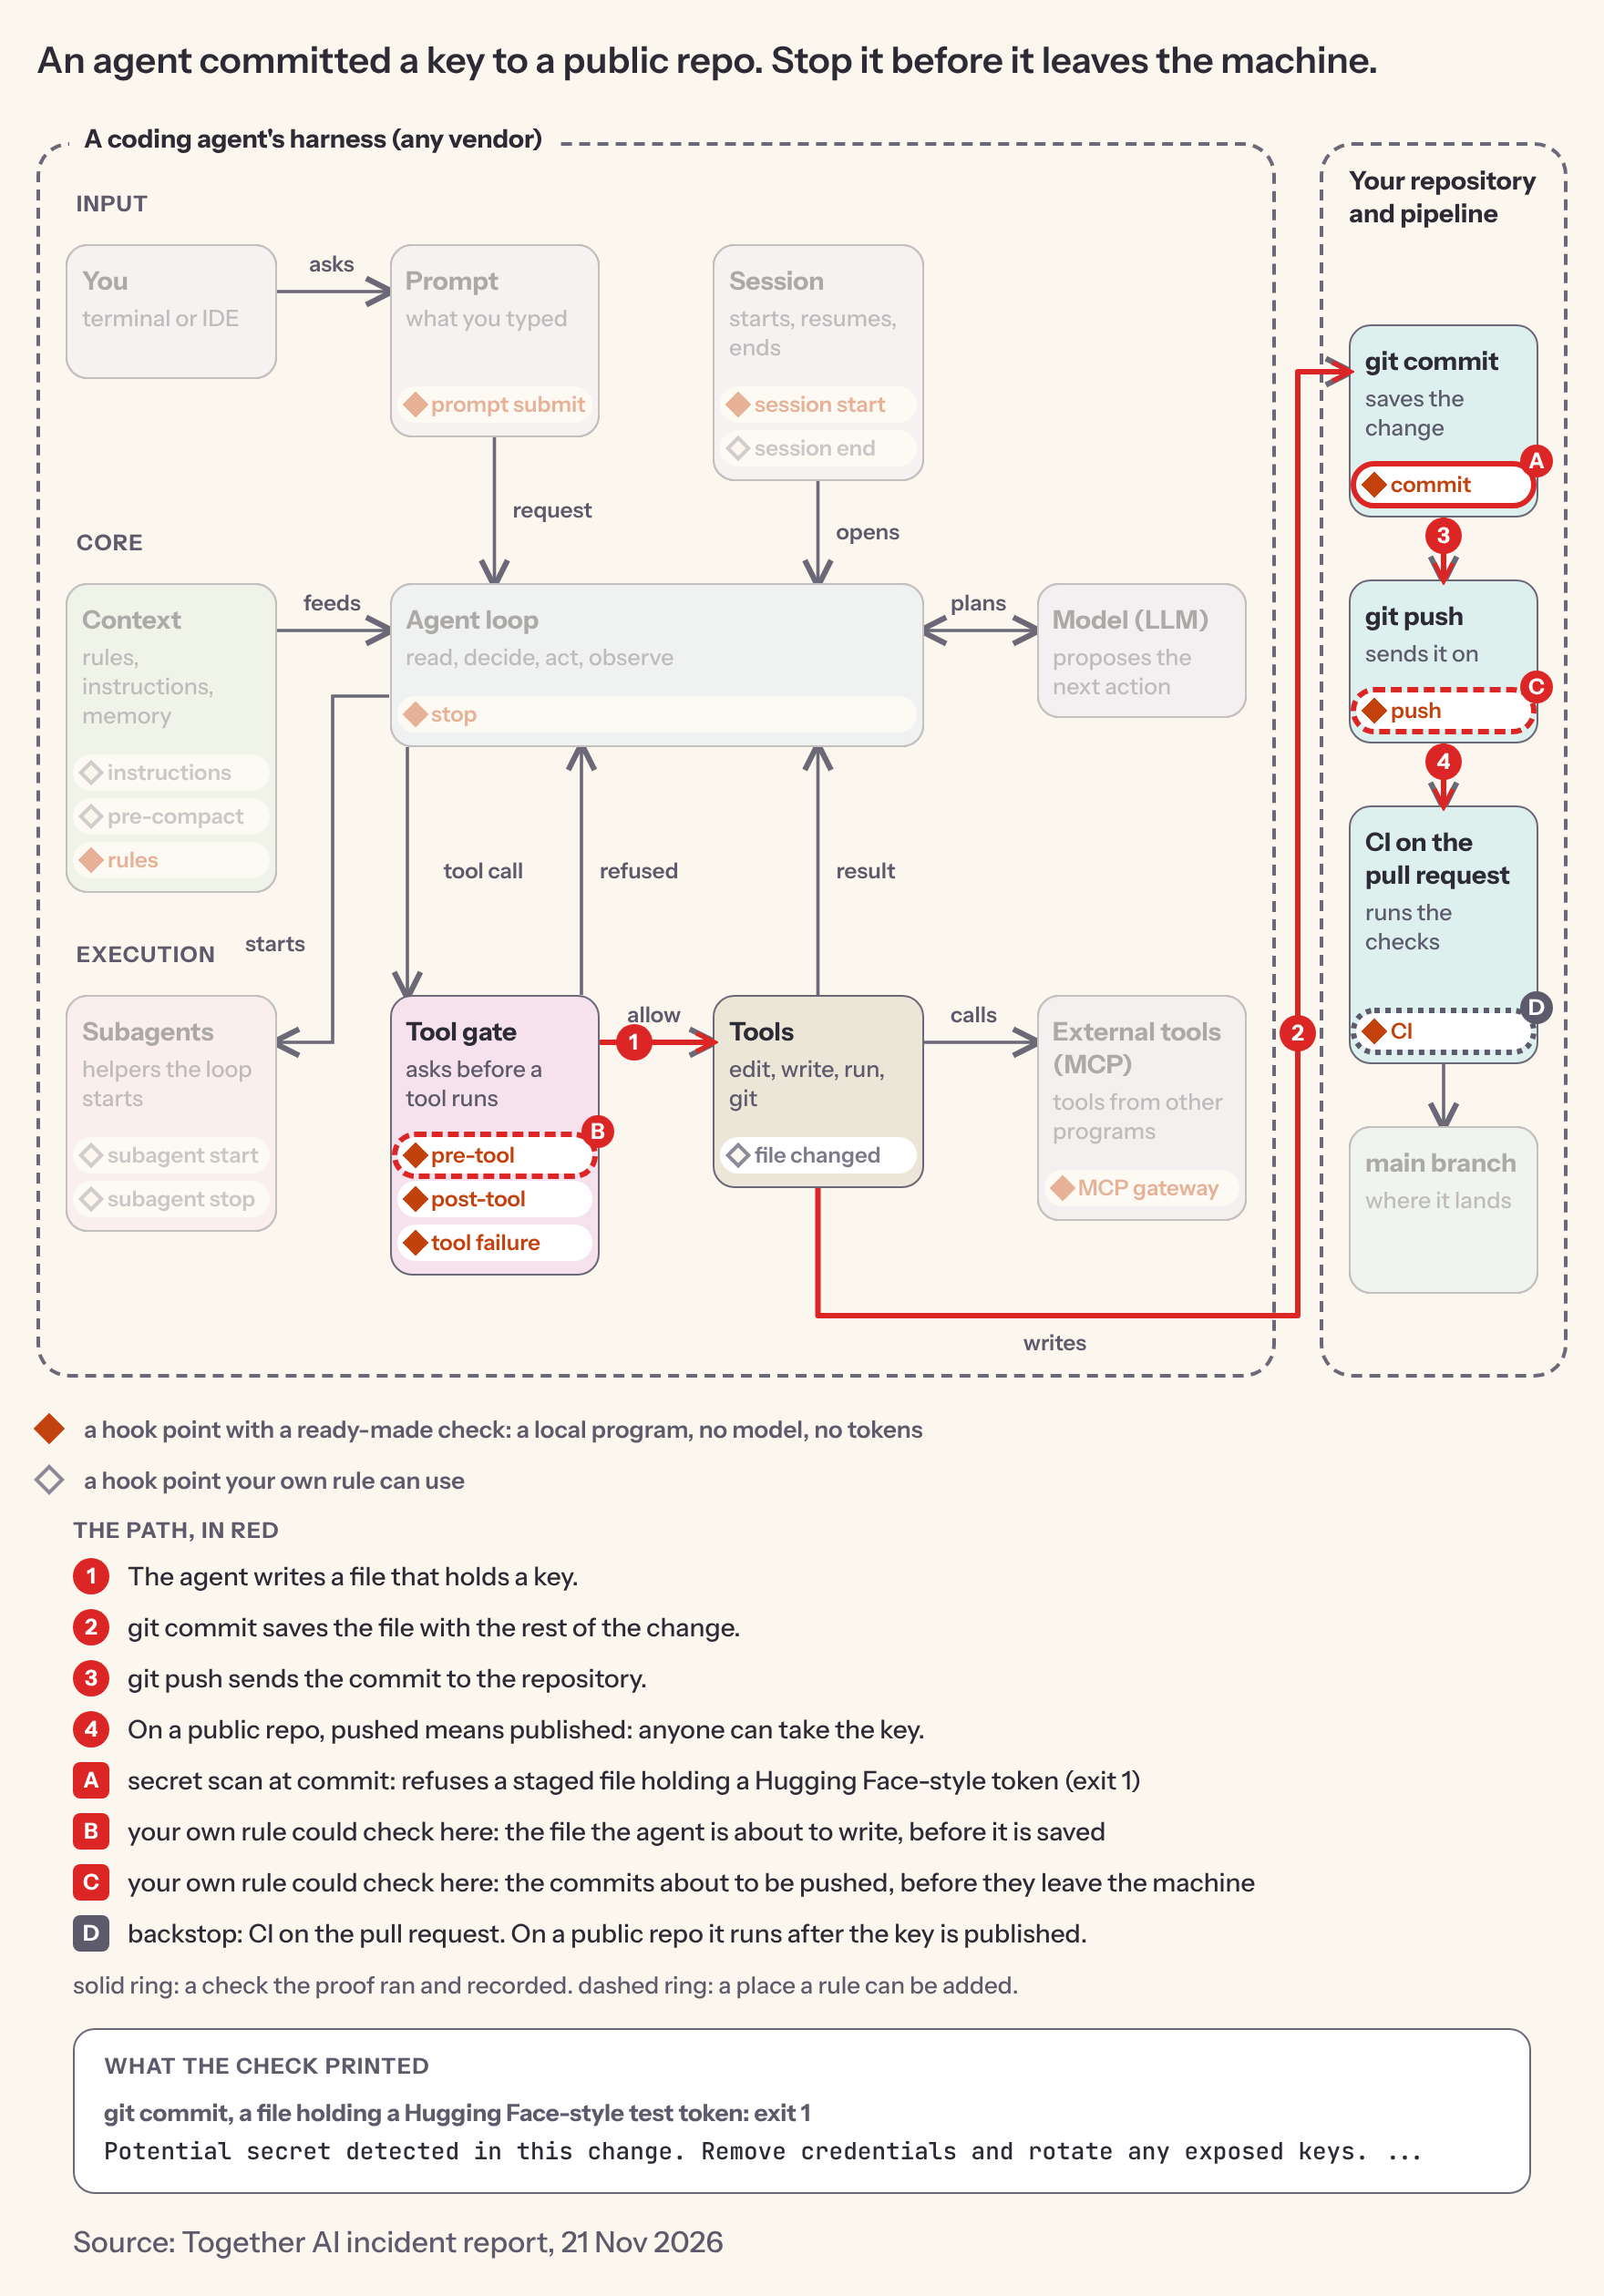 An agent committed a key to a public repo. Stop it before it leaves the machine.
A coding agent's harness (any vendor)
INPUT
You
terminal or IDE
asks
Prompt
what you typed
prompt submit
Session
starts, resumes,
ends
session start
session end
request
opens
CORE
Context
rules,
instructions,
memory
instructions
pre-compact
rules
feeds
Agent loop
read, decide, act, observe
stop
plans
Model (LLM)
proposes the
next action
tool call
refused
result
EXECUTION
starts
Subagents
helpers the loop
starts
subagent start
subagent stop
Tool gate
asks before a
tool runs
B
pre-tool
post-tool
tool failure
allow
1
Tools
edit, write, run,
git
file changed
calls
External tools
(MCP)
tools from other
programs
MCP gateway
writes
2
Your repository
and pipeline
git commit
saves the
change
A
commit
3
git push
sends it on
C
push
4
CI on the
pull request
runs the
checks
D
CI
main branch
where it lands
a hook point with a ready-made check: a local program, no model, no tokens
a hook point your own rule can use
THE PATH, IN RED
1 The agent writes a file that holds a key.
2 git commit saves the file with the rest of the change.
3 git push sends the commit to the repository.
4 On a public repo, pushed means published: anyone can take the key.
A secret scan at commit: refuses a staged file holding a Hugging Face-style token (exit 1)
B your own rule could check here: the file the agent is about to write, before it is saved
C your own rule could check here: the commits about to be pushed, before they leave the machine
D backstop: CI on the pull request. On a public repo it runs after the key is published.
solid ring: a check the proof ran and recorded. dashed ring: a place a rule can be added.
WHAT THE CHECK PRINTED
git commit, a file holding a Hugging Face-style test token: exit 1
Potential secret detected in this change. Remove credentials and rotate any exposed keys. ...
Source: Together AI incident report, 21 Nov 2026